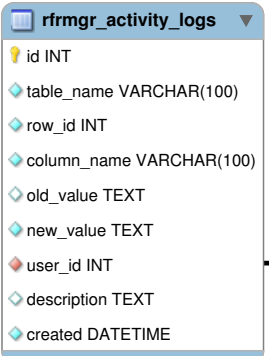 rfrmgr_activity_logs
id INT
table_name VARCHAR(100)
row_id INT
column_name VARCHAR(100)
old_value TEXT
new_value TEXT
user_id INT
description TEXT
created DATETIME